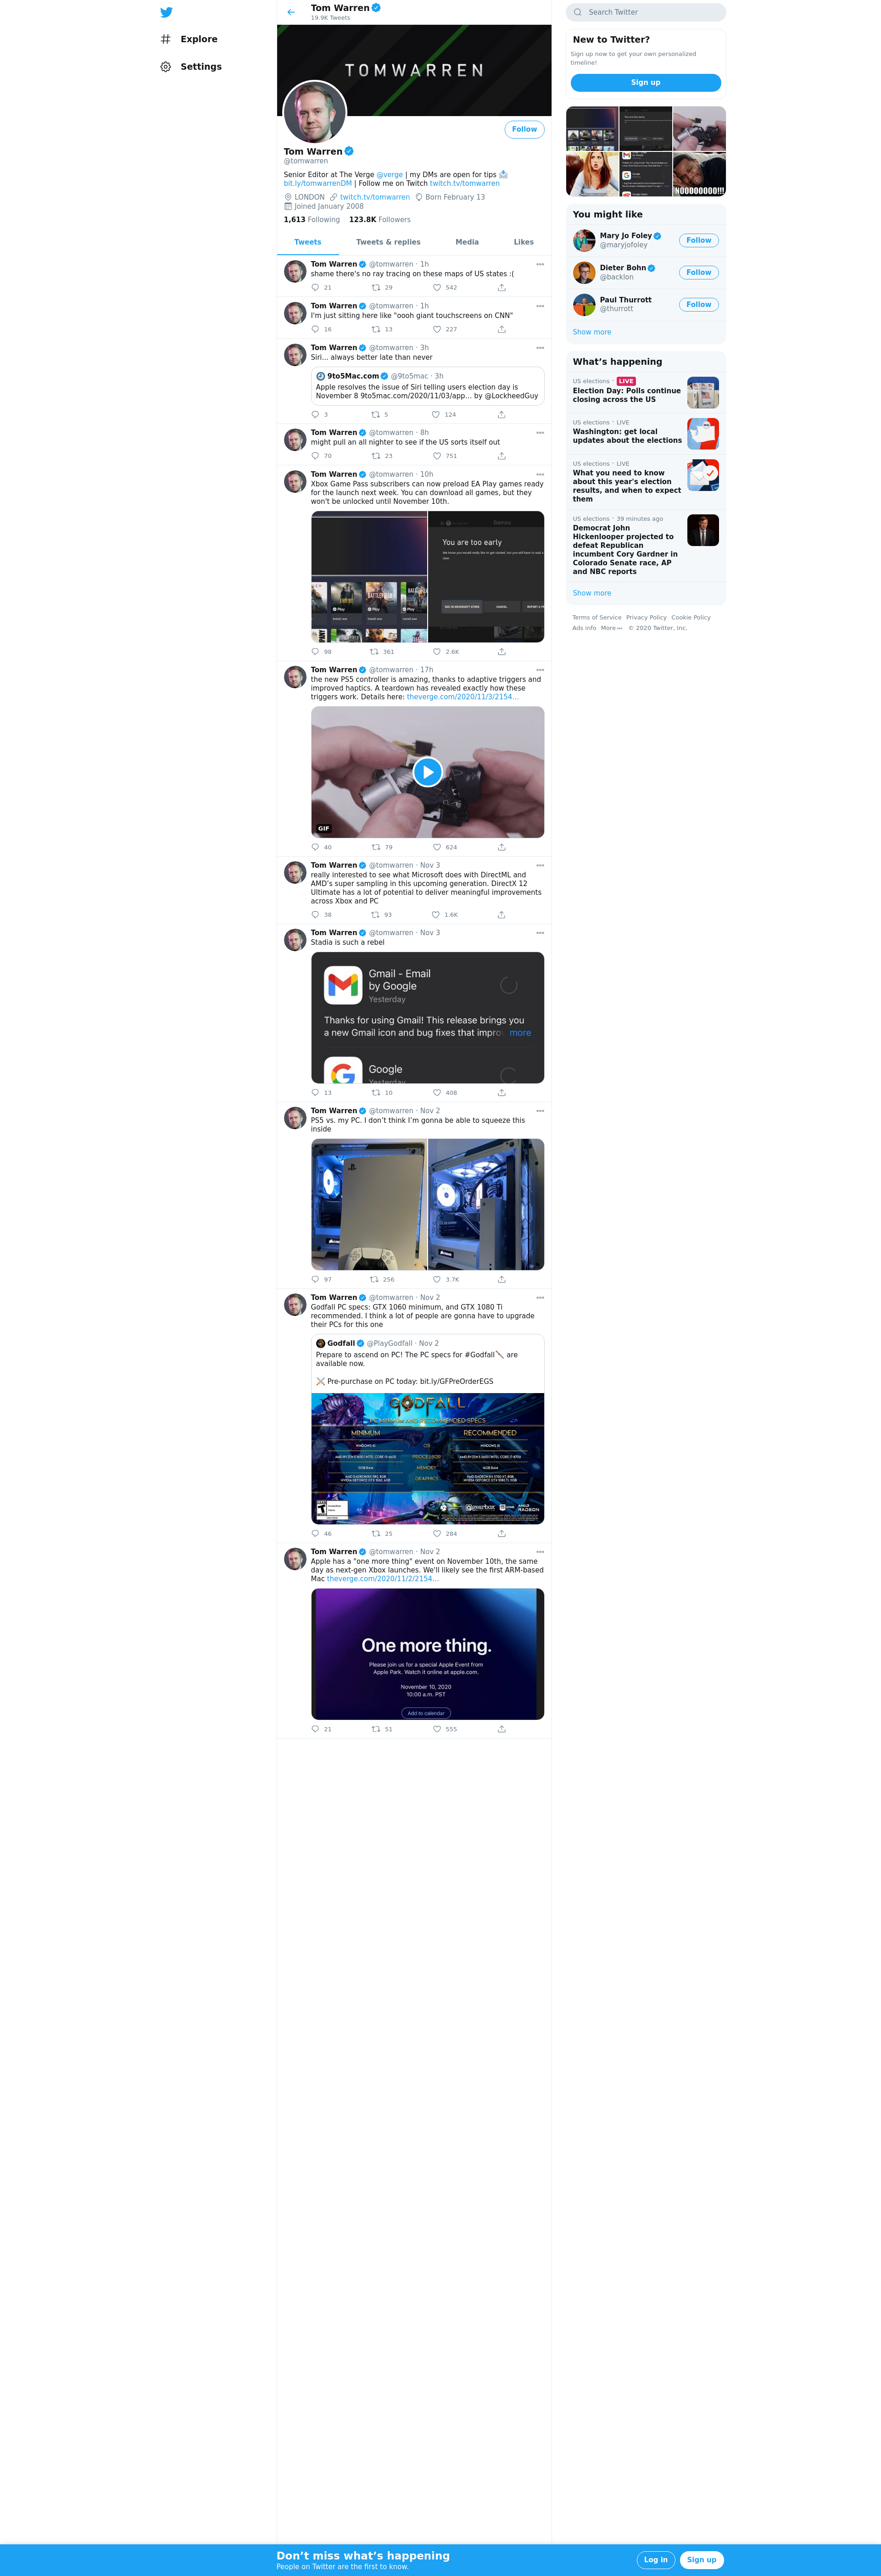 Explore
Settings
Tom Warren
19.9K Tweets
TOMWARREN
Follow
Tom Warren
@tomwarren
Senior Editor at The Verge @verge | my DMs are open for tips
bit.ly/tomwarrenDM | Follow me on Twitch twitch.tv/tomwarren
LONDON twitch.tv/tomwarren Born February 13
Joined January 2008
1,613 Following 123.8K Followers
Tweets Tweets & replies Media Likes
Tom Warren @tomwarren · 1h
shame there's no ray tracing on these maps of US states :(
21 29 542
Tom Warren @tomwarren · 1h
I'm just sitting here like "oooh giant touchscreens on CNN"
16 13 227
Tom Warren @tomwarren · 3h
Siri... always better late than never
9to5Mac.com @9to5mac · 3h
Apple resolves the issue of Siri telling users election day is
November 8 9to5mac.com/2020/11/03/app… by @LockheedGuy
3 5 124
Tom Warren @tomwarren · 8h
might pull an all nighter to see if the US sorts itself out
70 23 751
Tom Warren @tomwarren · 10h
Xbox Game Pass subscribers can now preload EA Play games ready
for the launch next week. You can download all games, but they
won't be unlocked until November 10th.
You are too early
98 361 2.6K
Tom Warren @tomwarren · 17h
the new PS5 controller is amazing, thanks to adaptive triggers and
improved haptics. A teardown has revealed exactly how these
triggers work. Details here: theverge.com/2020/11/3/2154…
GIF
40 79 624
Tom Warren @tomwarren · Nov 3
really interested to see what Microsoft does with DirectML and
AMD's super sampling in this upcoming generation. DirectX 12
Ultimate has a lot of potential to deliver meaningful improvements
across Xbox and PC
38 93 1.6K
Tom Warren @tomwarren · Nov 3
Stadia is such a rebel
Gmail - Email
by Google
Yesterday
Thanks for using Gmail! This release brings you
a new Gmail icon and bug fixes that impro more
Google
Yesterday
13 10 408
Tom Warren @tomwarren · Nov 2
PS5 vs. my PC. I don't think I'm gonna be able to squeeze this
inside
97 256 3.7K
Tom Warren @tomwarren · Nov 2
Godfall PC specs: GTX 1060 minimum, and GTX 1080 Ti
recommended. I think a lot of people are gonna have to upgrade
their PCs for this one
Godfall @PlayGodfall · Nov 2
Prepare to ascend on PC! The PC specs for #Godfall are
available now.
Pre-purchase on PC today: bit.ly/GFPreOrderEGS
GODFALL
PC MINIMUM AND RECOMMENDED SPECS
MINIMUM RECOMMENDED
WINDOWS 10 OS WINDOWS 10
PROCESSOR
MEMORY
GRAPHICS
gearbox
AMD RADEON
46 25 284
Tom Warren @tomwarren · Nov 2
Apple has a "one more thing" event on November 10th, the same
day as next-gen Xbox launches. We'll likely see the first ARM-based
Mac theverge.com/2020/11/2/2154…
One more thing.
Please join us for a special Apple Event from
Apple Park. Watch it online at apple.com.
November 10, 2020
10:00 a.m. PST
Add to calendar
21 51 555
Search Twitter
New to Twitter?
Sign up now to get your own personalized
timeline!
Sign up
NOOOOOOOO!!!
You might like
Mary Jo Foley
@maryjofoley
Follow
Dieter Bohn
@backlon
Follow
Paul Thurrott
@thurrott
Follow
Show more
What's happening
US elections · LIVE
Election Day: Polls continue
closing across the US
US elections · LIVE
Washington: get local
updates about the elections
US elections · LIVE
What you need to know
about this year's election
results, and when to expect
them
US elections · 39 minutes ago
Democrat John
Hickenlooper projected to
defeat Republican
incumbent Cory Gardner in
Colorado Senate race, AP
and NBC reports
Show more
Terms of Service Privacy Policy Cookie Policy
Ads info More © 2020 Twitter, Inc.
Don't miss what's happening
People on Twitter are the first to know.
Log in
Sign up